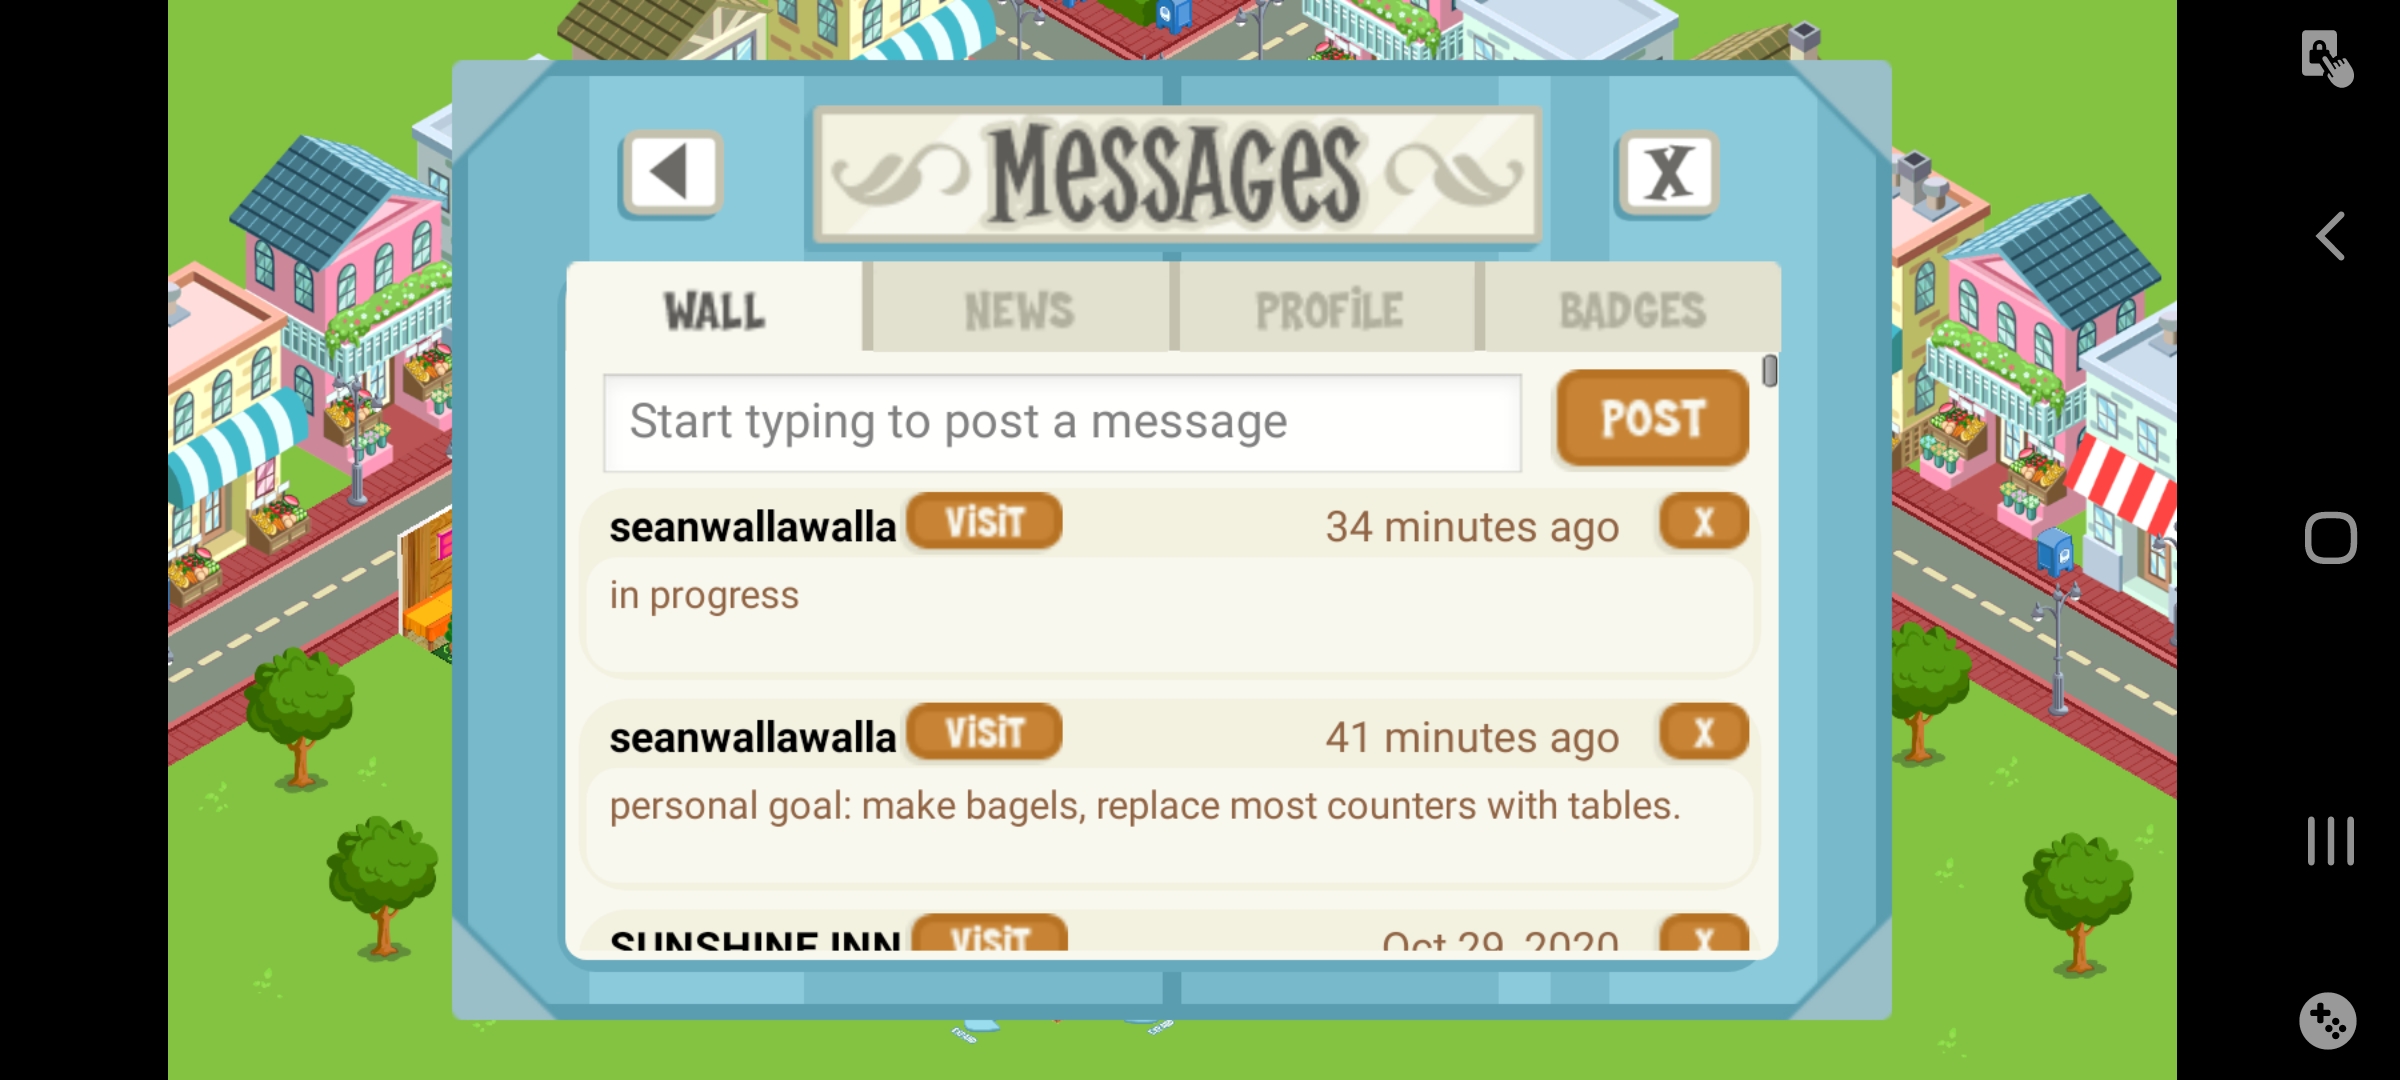 MESSAGES
X
WALL NEWS PROFILE BADGES
Start typing to post a message POST
seanwallawalla VISIT 34 minutes ago X
in progress
seanwallawalla VISIT 41 minutes ago X
personal goal: make bagels, replace most counters with tables.
SUNSHINE INN VISIT Oct 29, 2020 X